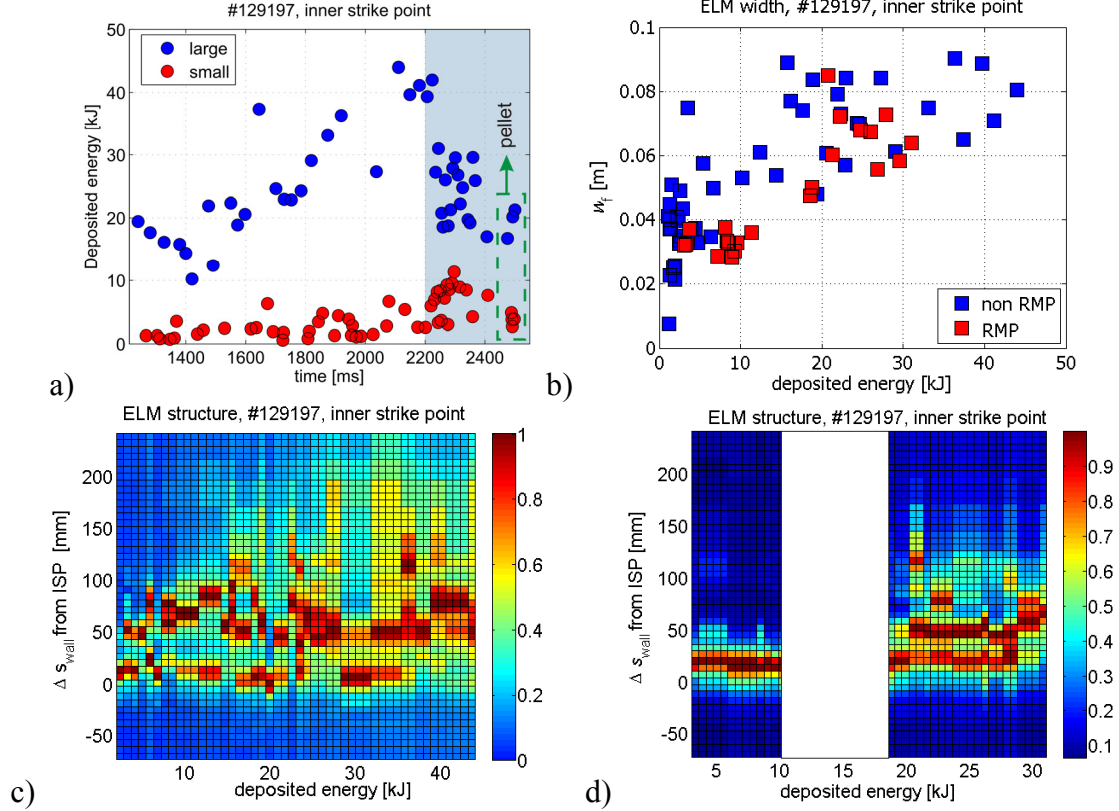 #129197, inner strike point
Deposited energy [kJ]
50
40
30
20
10
0
large
small
pellet
1400
1600
1800
2000
2200
2400
time [ms]
a)
ELM width, #129197, inner strike point
w_f [m]
0.1
0.08
0.06
0.04
0.02
0
non RMP
RMP
0
10
20
30
40
50
deposited energy [kJ]
b)
ELM structure, #129197, inner strike point
Δ s_wall from ISP [mm]
200
150
100
50
0
-50
10
20
30
40
deposited energy [kJ]
1
0.8
0.6
0.4
0.2
0
c)
ELM structure, #129197, inner strike point
Δ s_wall from ISP [mm]
200
150
100
50
0
-50
5
10
15
20
25
30
deposited energy [kJ]
0.9
0.8
0.7
0.6
0.5
0.4
0.3
0.2
0.1
d)